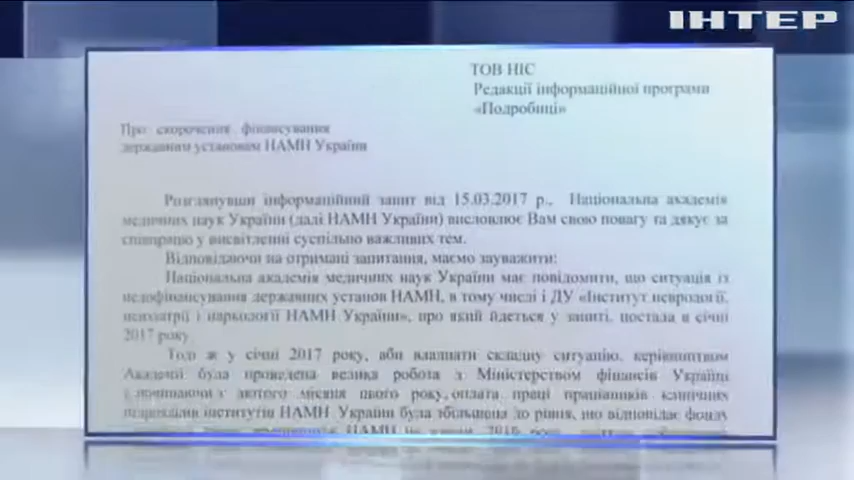 ІНТЕР
ТОВ НІС
Редакції інформаційної програми
«Подробиці»
Про скорочення фінансування
державним установам НАМН України
Розглянувши інформаційний запит від 15.03.2017 р., Національна академія
медичних наук України (далі НАМН України) висловлює Вам свою повагу та дякує за
співпрацю у висвітленні суспільно важливих тем.
Відповідаючи на отримані запитання, маємо зауважити:
Національна академія медичних наук України має повідомити, що ситуація із
недофінансування державних установ НАМН, в тому числі і ДУ «Інститут неврології,
психіатрії і наркології НАМН України», про який йдеться у запиті, постала в січні
2017 року
Тоді ж у січні 2017 року, аби владнати складну ситуацію, керівництвом
Академії була проведена велика робота з Міністерством фінансів України
і починаючи з лютого місяця цього року, оплата праці працівників клінічних
підрозділів інститутів НАМН України була збільшена до рівня, що відповідає фонду
НАМН